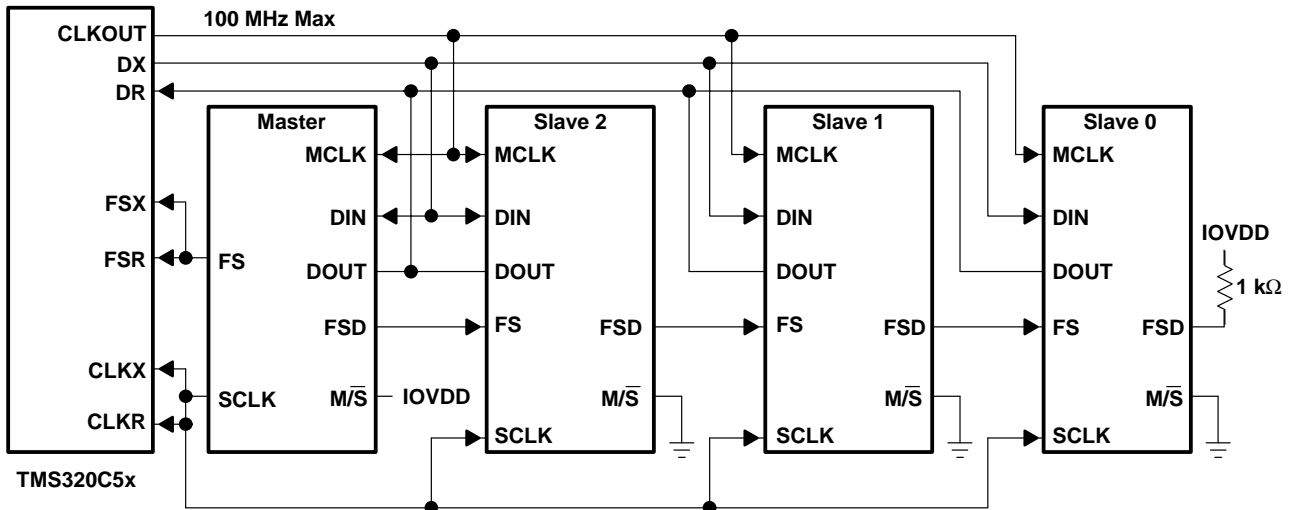 100 MHz Max
CLKOUT
DX
DR
FSX
FSR
CLKX
CLKR
TMS320C5x
Master
MCLK
DIN
DOUT
FS
FSD
SCLK
M/S̅
IOVDD
Slave 2
MCLK
DIN
DOUT
FS
FSD
M/S̅
SCLK
Slave 1
MCLK
DIN
DOUT
FS
FSD
M/S̅
SCLK
Slave 0
MCLK
DIN
DOUT
FS
FSD
M/S̅
SCLK
IOVDD
1 kΩ